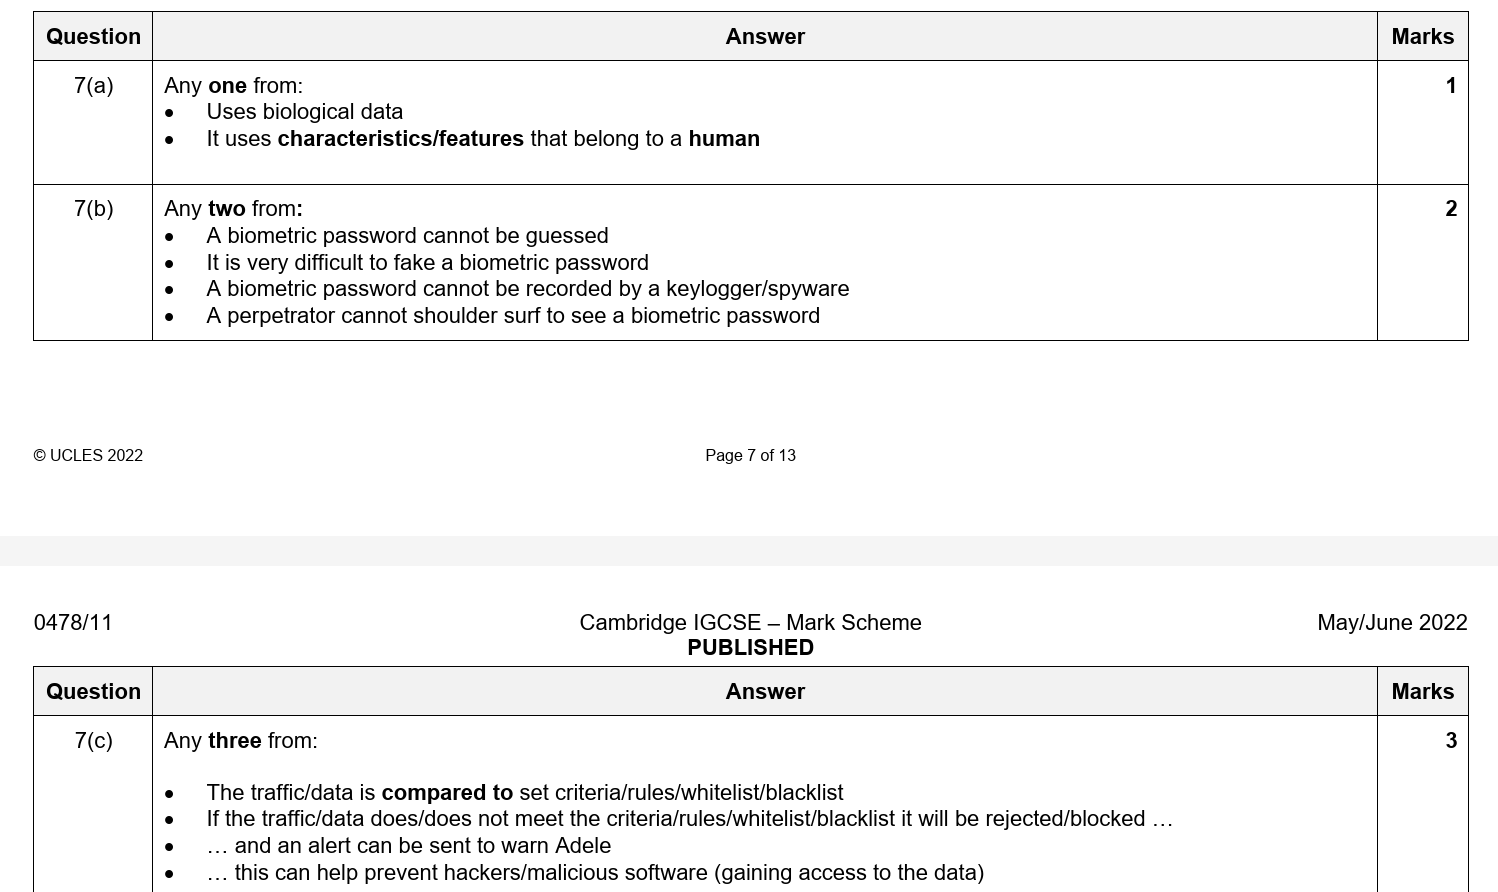 Question Answer Marks
7(a) Any one from: 1
• Uses biological data
• It uses characteristics/features that belong to a human
7(b) Any two from: 2
• A biometric password cannot be guessed
• It is very difficult to fake a biometric password
• A biometric password cannot be recorded by a keylogger/spyware
• A perpetrator cannot shoulder surf to see a biometric password
© UCLES 2022 Page 7 of 13
0478/11 Cambridge IGCSE – Mark Scheme May/June 2022
PUBLISHED
Question Answer Marks
7(c) Any three from: 3
• The traffic/data is compared to set criteria/rules/whitelist/blacklist
• If the traffic/data does/does not meet the criteria/rules/whitelist/blacklist it will be rejected/blocked …
• … and an alert can be sent to warn Adele
• … this can help prevent hackers/malicious software (gaining access to the data)